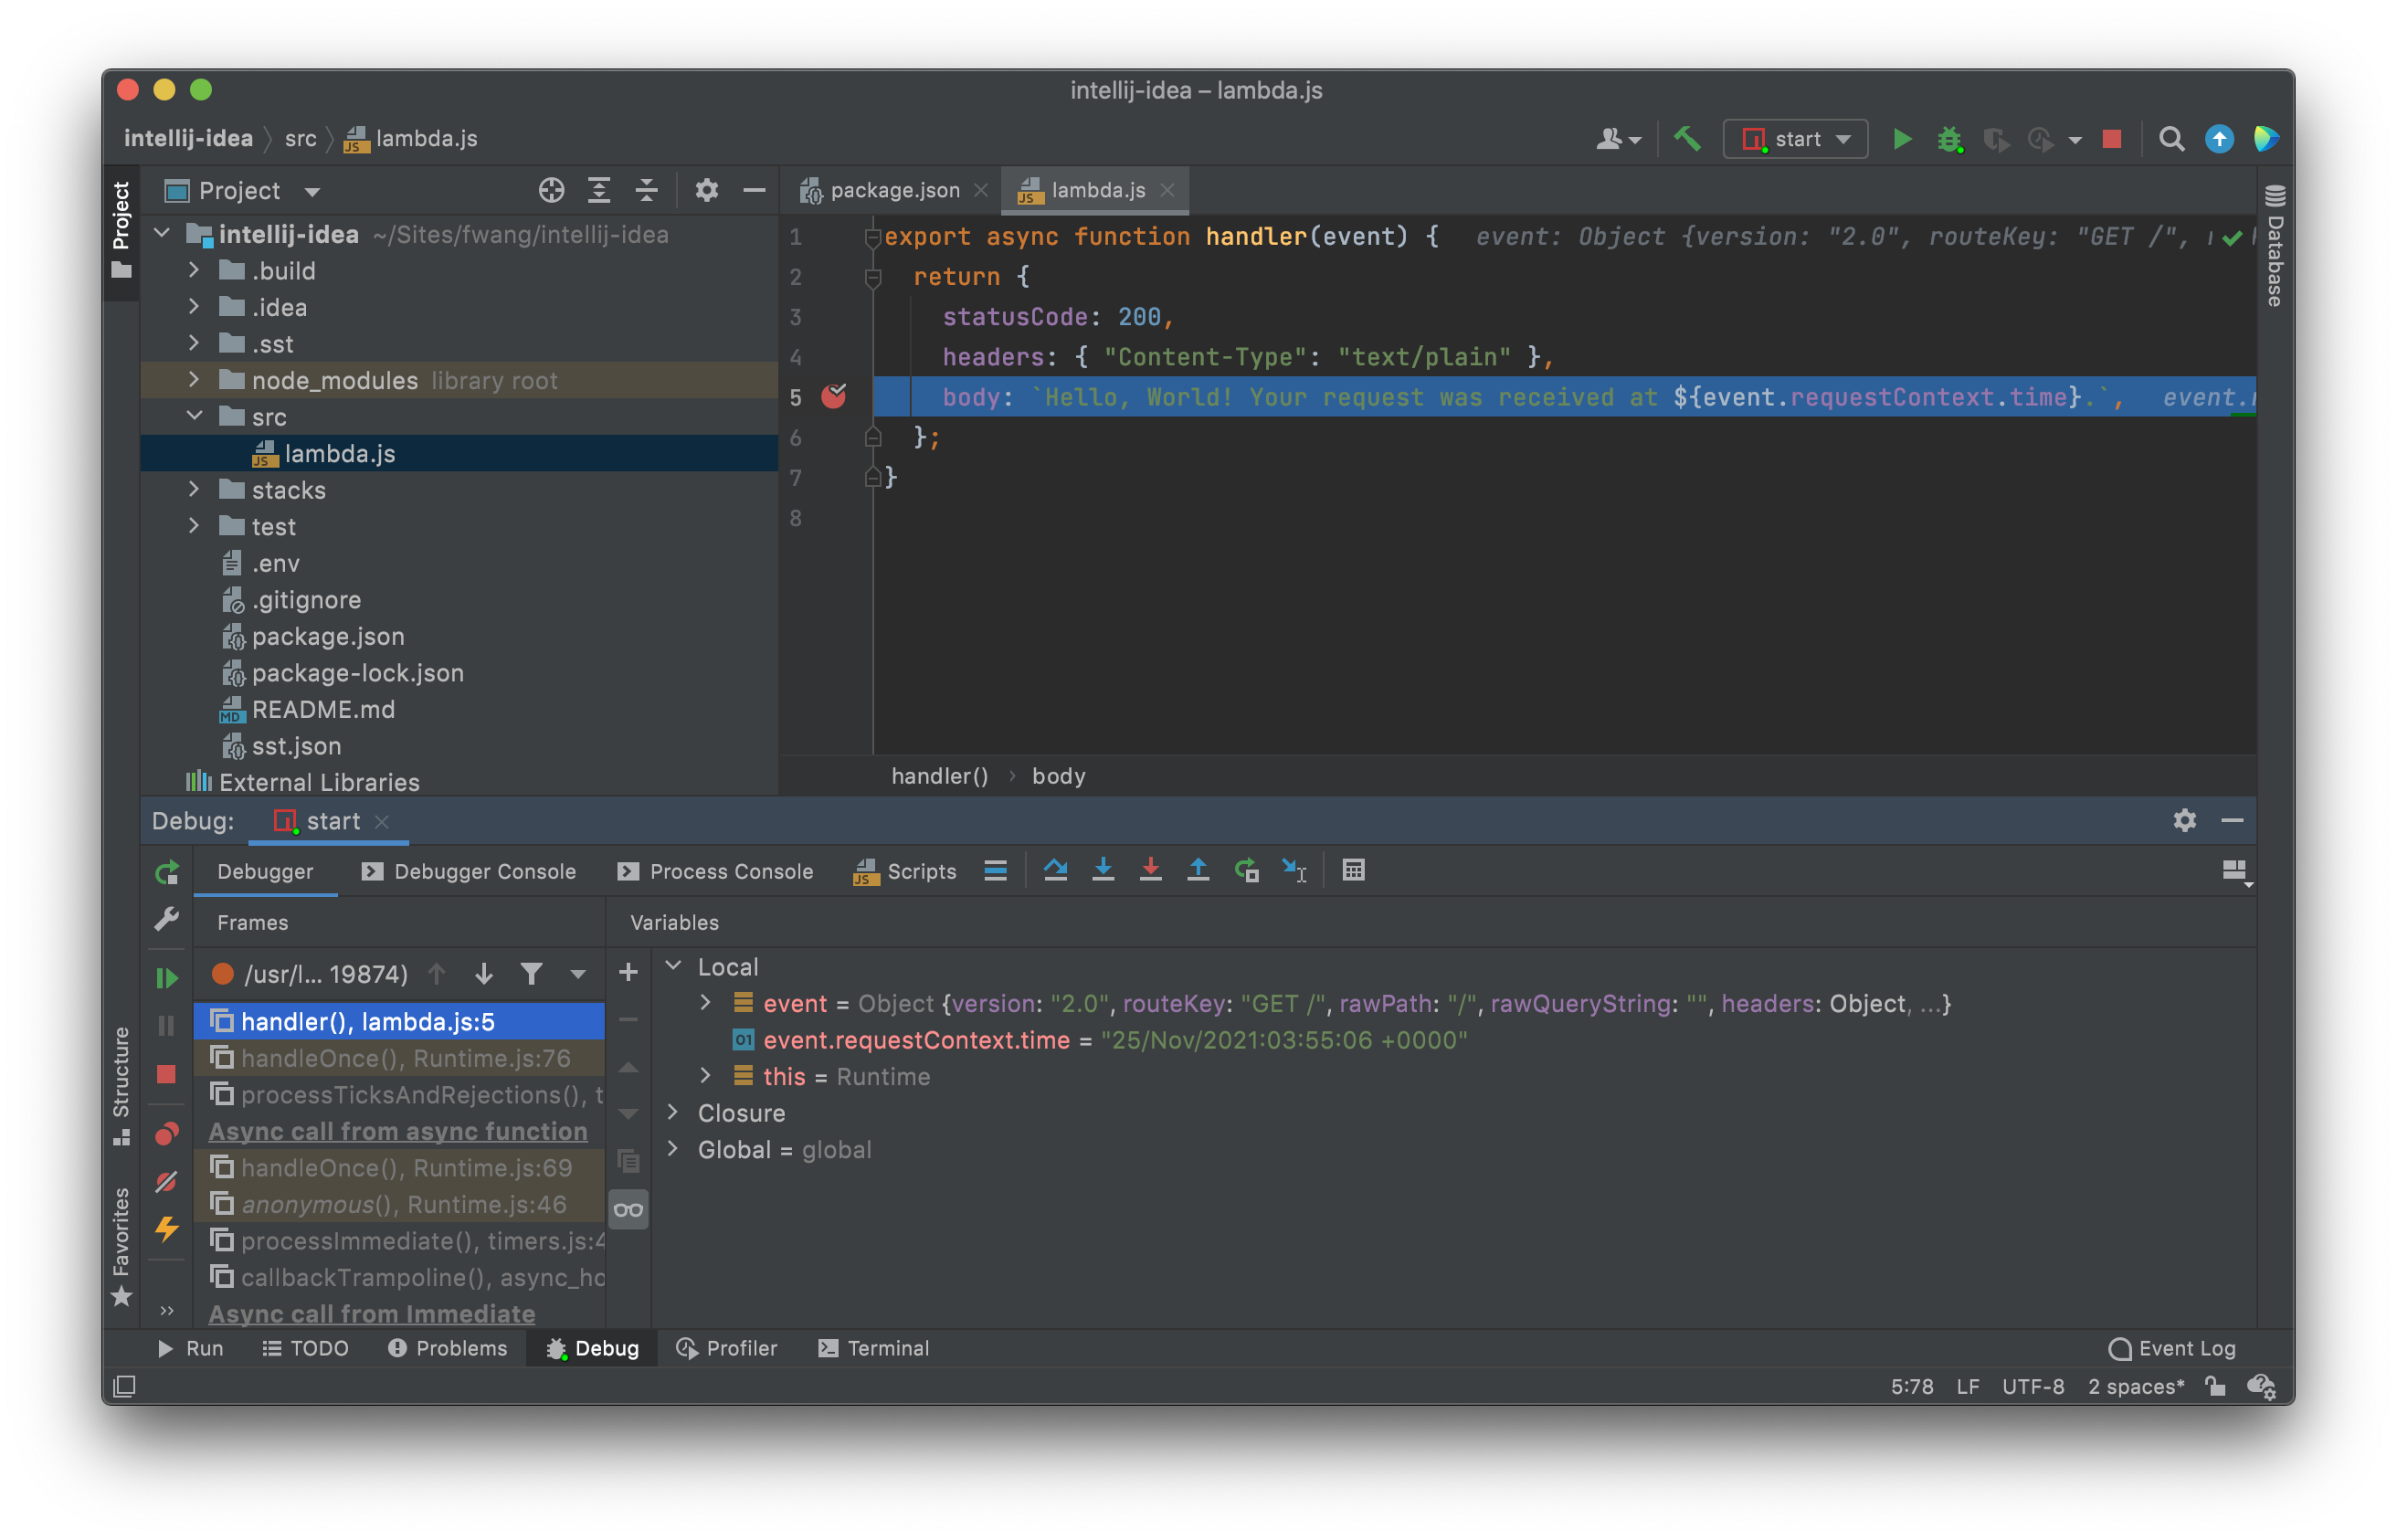 intellij-idea – lambda.js
intellij-idea src lambda.js
start
Project
Project
package.json
lambda.js
Database
intellij-idea ~/Sites/fwang/intellij-idea
.build
.idea
.sst
node_modules library root
src
lambda.js
stacks
test
.env
.gitignore
package.json
package-lock.json
README.md
sst.json
External Libraries
1 export async function handler(event) { event: Object {version: "2.0", routeKey: "GET /",
2 return {
3 statusCode: 200,
4 headers: { "Content-Type": "text/plain" },
5 body: `Hello, World! Your request was received at ${event.requestContext.time}.`, event.
6 };
7 }
8
handler() › body
Debug: start
Debugger
Debugger Console
Process Console
Scripts
Frames
Variables
/usr/l... 19874)
handler(), lambda.js:5
handleOnce(), Runtime.js:76
processTicksAndRejections(), t
Async call from async function
handleOnce(), Runtime.js:69
anonymous(), Runtime.js:46
processImmediate(), timers.js:4
callbackTrampoline(), async_ho
Async call from Immediate
Local
event = Object {version: "2.0", routeKey: "GET /", rawPath: "/", rawQueryString: "", headers: Object, ...}
01 event.requestContext.time = "25/Nov/2021:03:55:06 +0000"
this = Runtime
Closure
Global = global
Structure
Favorites
Run
TODO
Problems
Debug
Profiler
Terminal
Event Log
5:78 LF UTF-8 2 spaces*